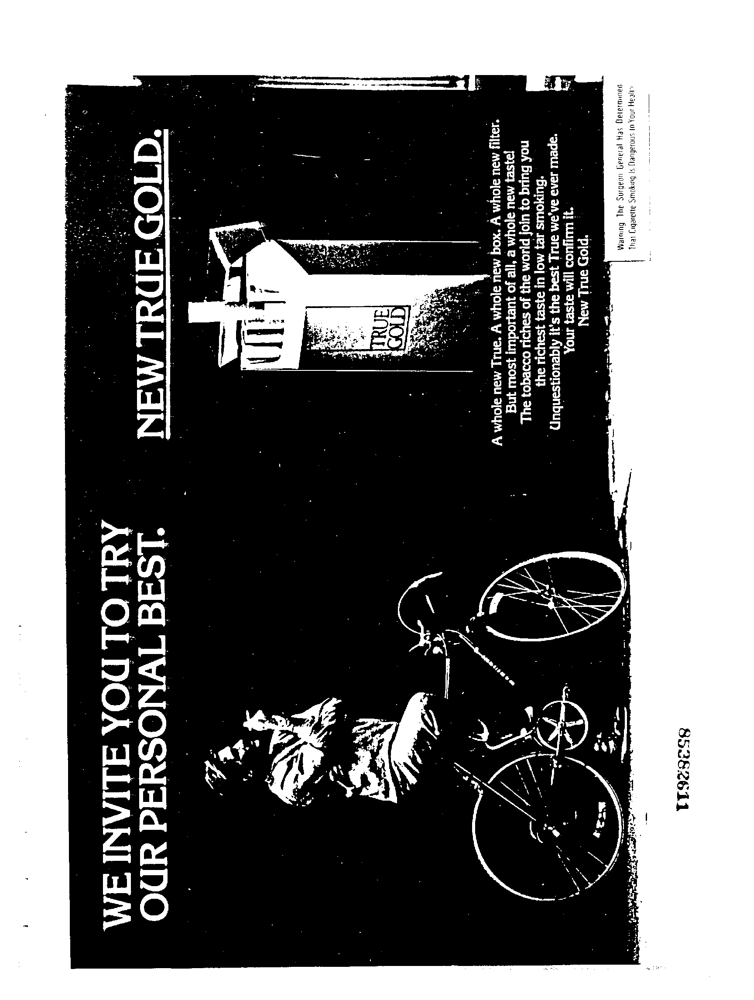 WE INVITE YOU TO TRY
OUR PERSONAL BEST.
NEW TRUE GOLD.
TRUE
GOLD
A whole new True. A whole new box. A whole new filter.
But most important of all, a whole new taste!
The tobacco riches of the world join to bring you
the richest taste in low tar smoking.
Unquestionably it's the best True we've ever made.
Your taste will confirm it.
New True Gold.
Warning: The Surgeon General Has Determined
That Cigarette Smoking Is Dangerous to Your Health
85382611